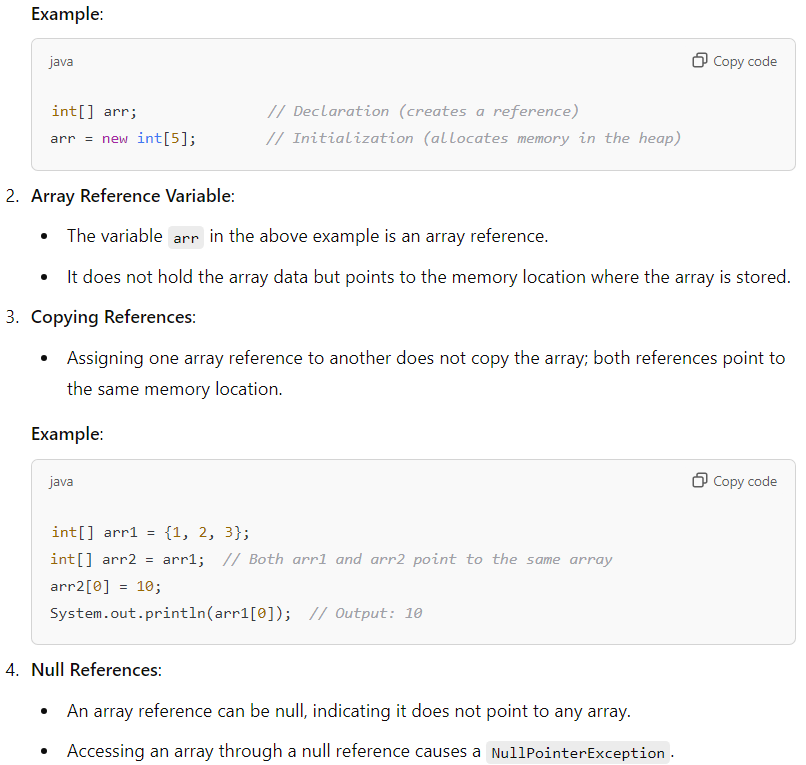 Example:
java Copy code
int[] arr; // Declaration (creates a reference)
arr = new int[5]; // Initialization (allocates memory in the heap)
2. Array Reference Variable:
• The variable arr in the above example is an array reference.
• It does not hold the array data but points to the memory location where the array is stored.
3. Copying References:
• Assigning one array reference to another does not copy the array; both references point to
the same memory location.
Example:
java Copy code
int[] arr1 = {1, 2, 3};
int[] arr2 = arr1; // Both arr1 and arr2 point to the same array
arr2[0] = 10;
System.out.println(arr1[0]); // Output: 10
4. Null References:
• An array reference can be null, indicating it does not point to any array.
• Accessing an array through a null reference causes a NullPointerException.